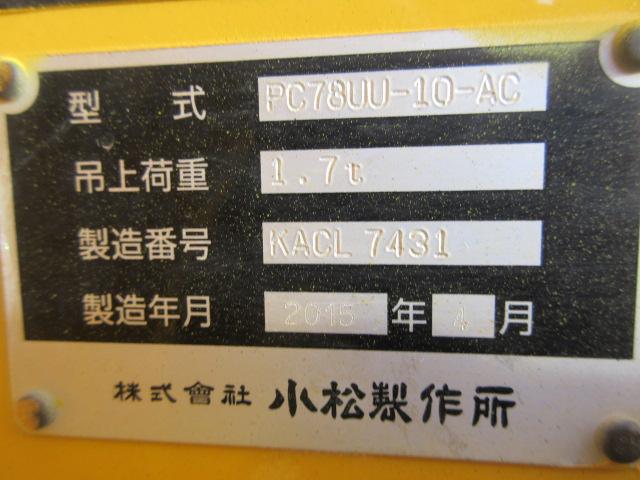 型 式 PC78UU-10-AC
吊上荷重 1.7t
製造番号 KACL 7431
製造年月 2015 年 4 月
株式會社 小松製作所